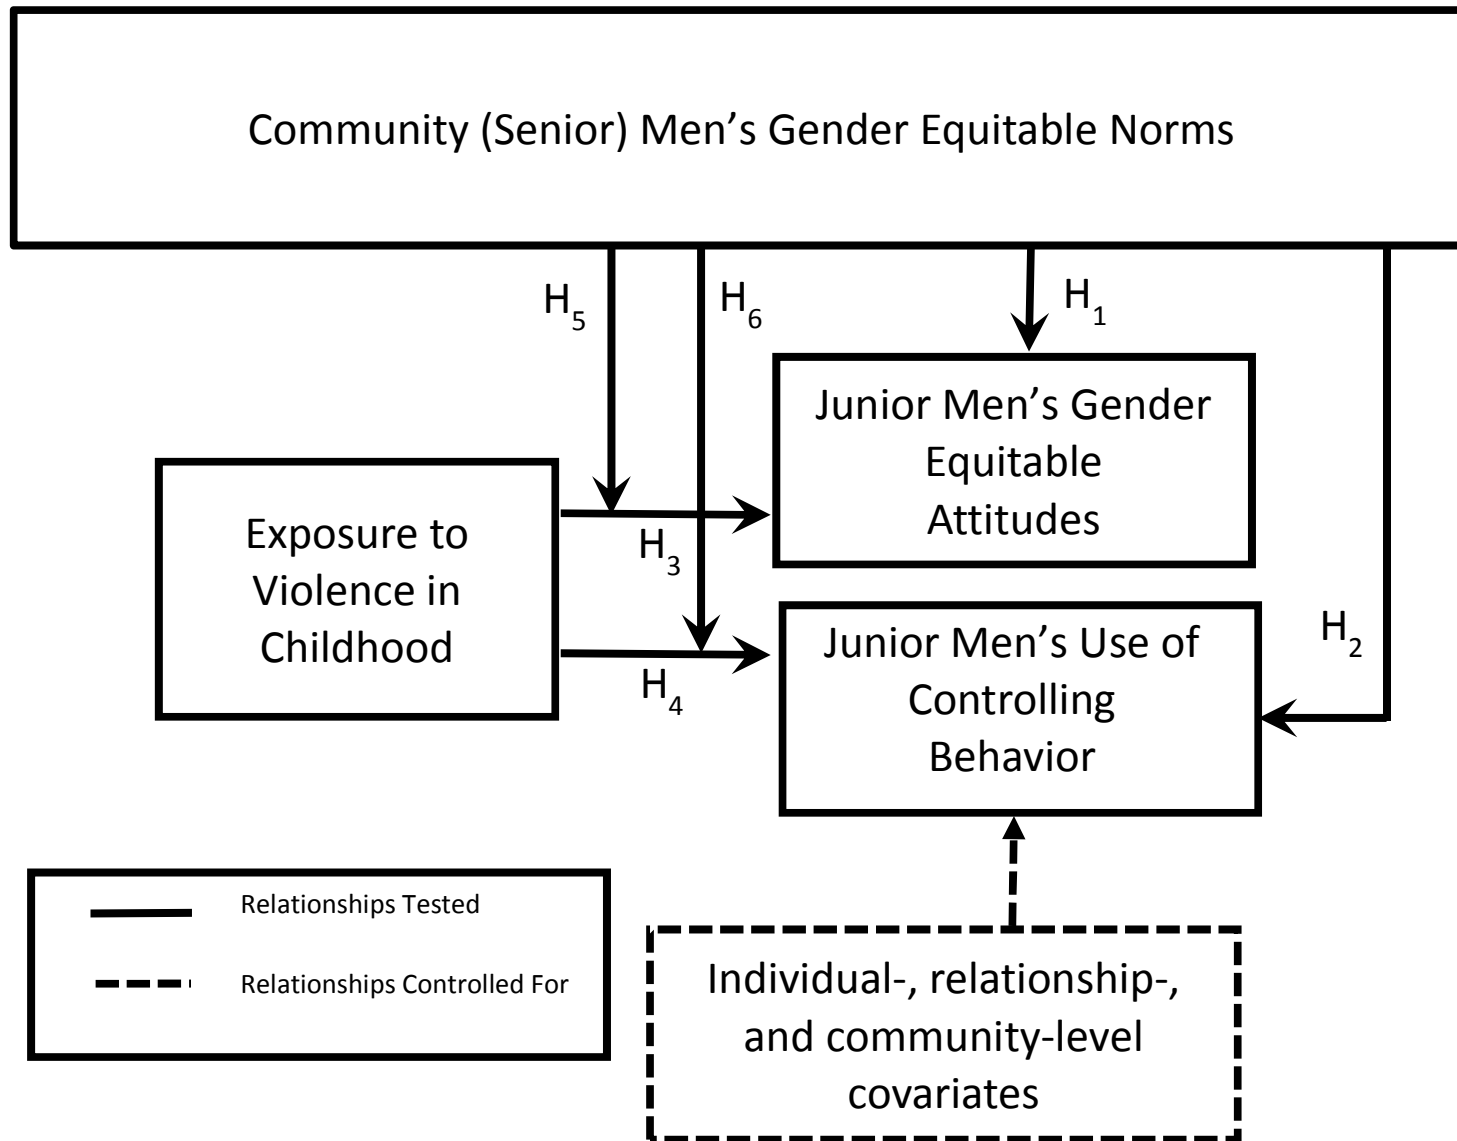 Community (Senior) Men’s Gender Equitable Norms
H5
H6
H1
Junior Men’s Gender
Equitable
Attitudes
Exposure to
Violence in
Childhood
H3
H4
Junior Men’s Use of
Controlling
Behavior
H2
Relationships Tested
Relationships Controlled For
Individual-, relationship-,
and community-level
covariates